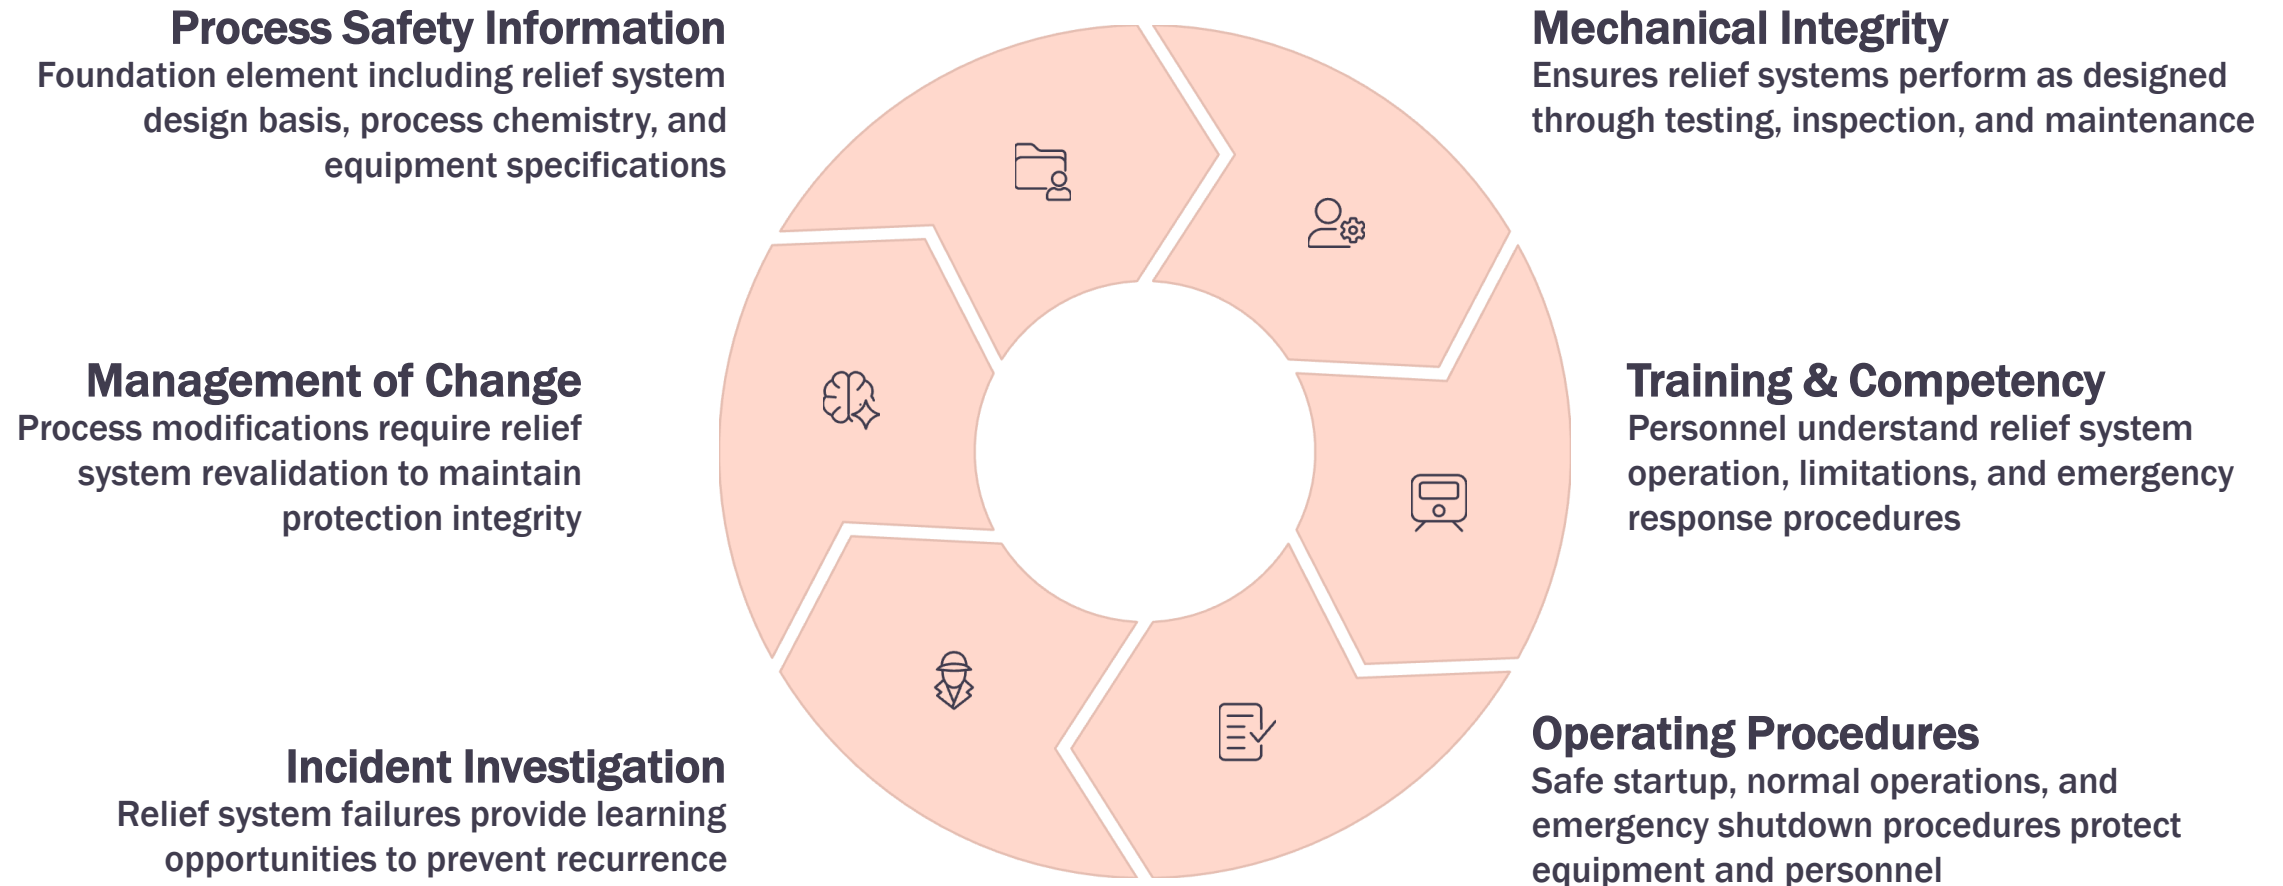 Process Safety Information
Foundation element including relief system
design basis, process chemistry, and
equipment specifications
Mechanical Integrity
Ensures relief systems perform as designed
through testing, inspection, and maintenance
Management of Change
Process modifications require relief
system revalidation to maintain
protection integrity
Training & Competency
Personnel understand relief system
operation, limitations, and emergency
response procedures
Incident Investigation
Relief system failures provide learning
opportunities to prevent recurrence
Operating Procedures
Safe startup, normal operations, and
emergency shutdown procedures protect
equipment and personnel